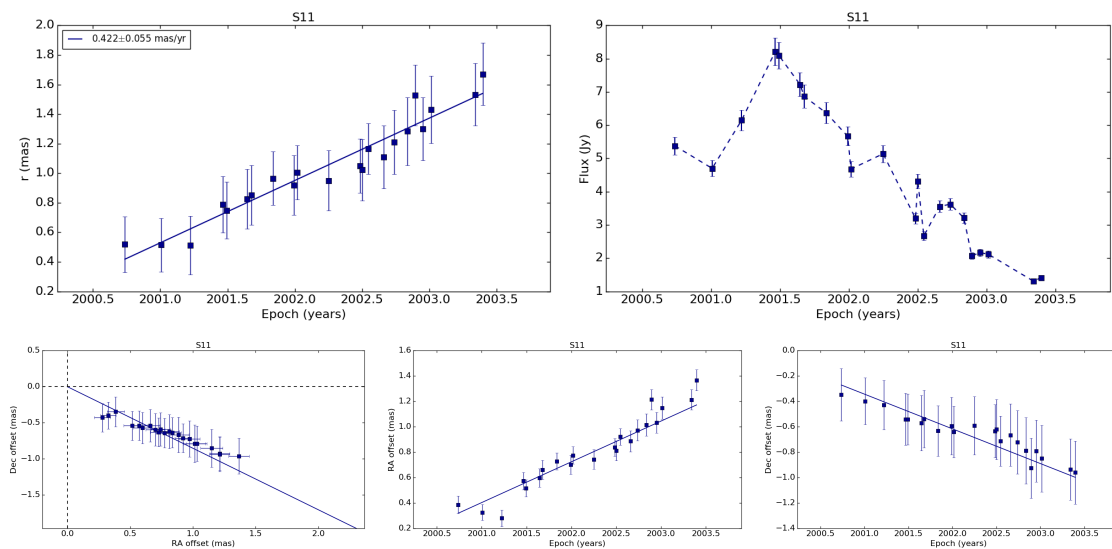 S11
2.0
1.8
1.6
1.4
1.2
1.0
0.8
0.6
0.4
0.2
r (mas)
0.422±0.055 mas/yr
2000.5 2001.0 2001.5 2002.0 2002.5 2003.0 2003.5
Epoch (years)
S11
9
8
7
6
5
4
3
2
1
Flux (Jy)
2000.5 2001.0 2001.5 2002.0 2002.5 2003.0 2003.5
Epoch (years)
S11
0.5
0.0
−0.5
−1.0
−1.5
Dec offset (mas)
0.0 0.5 1.0 1.5 2.0
RA offset (mas)
S11
1.6
1.4
1.2
1.0
0.8
0.6
0.4
0.2
RA offset (mas)
2000.5 2001.0 2001.5 2002.0 2002.5 2003.0 2003.5
Epoch (years)
S11
0.0
−0.2
−0.4
−0.6
−0.8
−1.0
−1.2
−1.4
Dec offset (mas)
2000.5 2001.0 2001.5 2002.0 2002.5 2003.0 2003.5
Epoch (years)